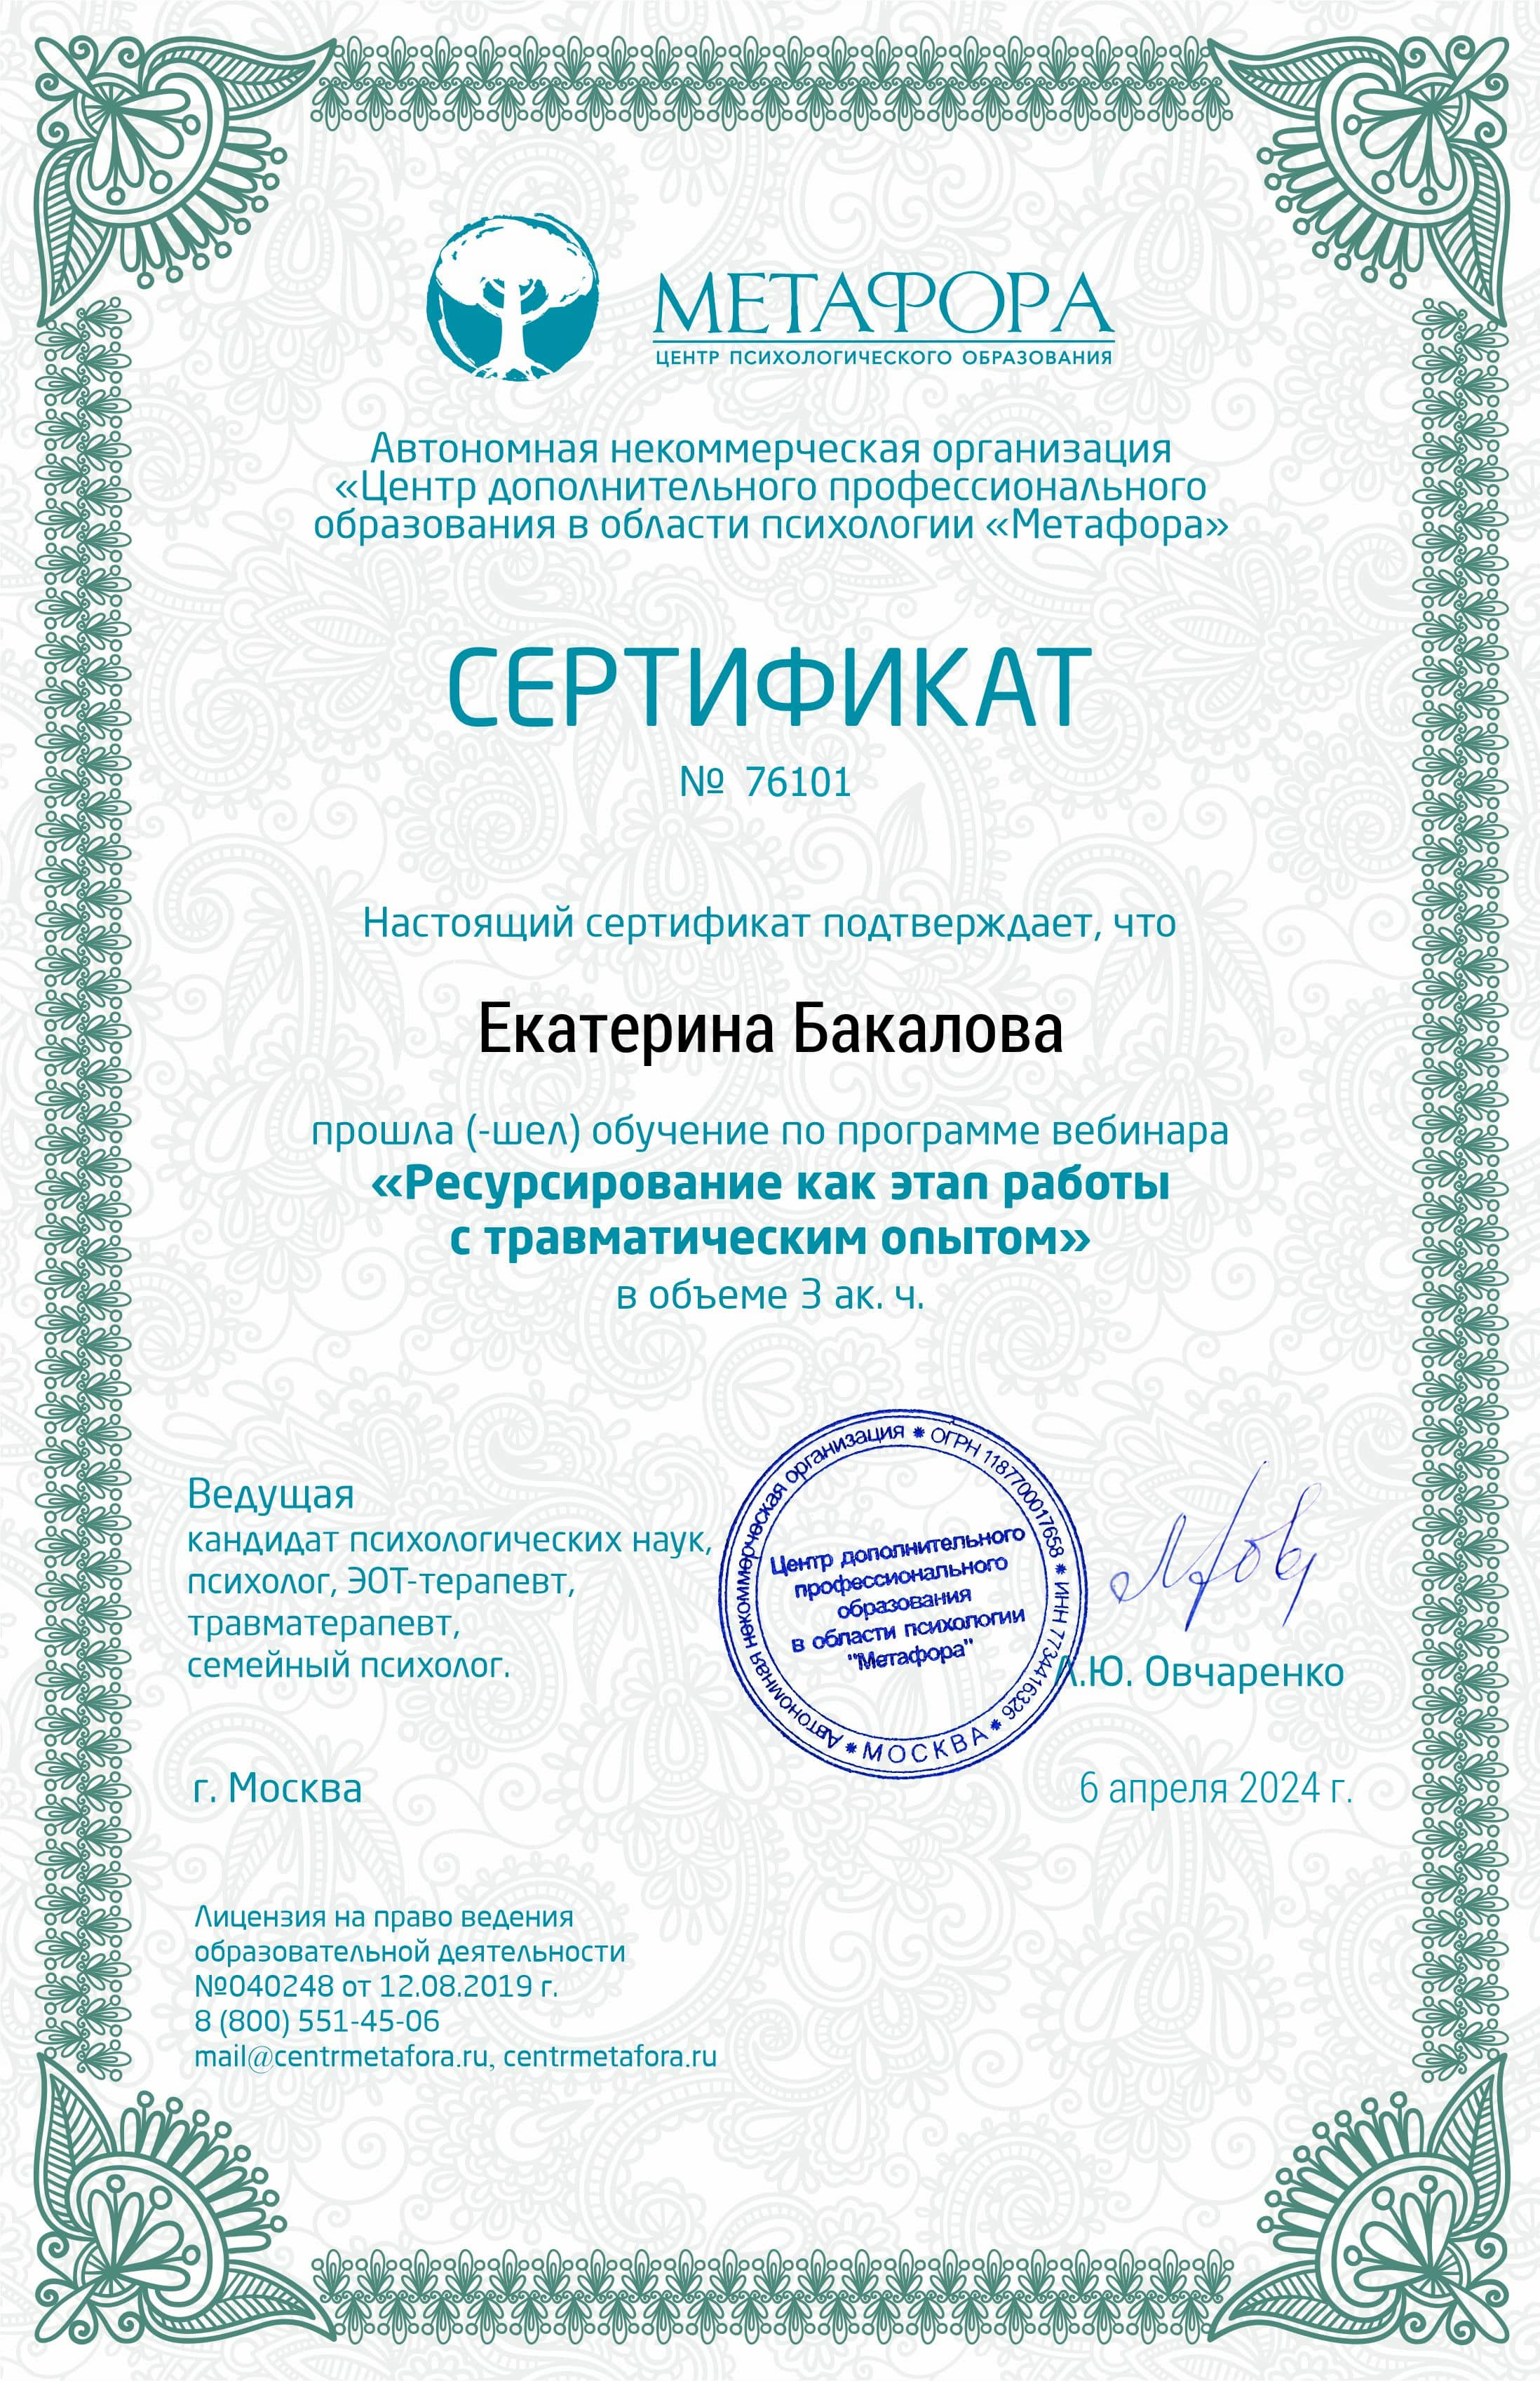 МЕТАФОРА
ЦЕНТР ПСИХОЛОГИЧЕСКОГО ОБРАЗОВАНИЯ
Автономная некоммерческая организация
«Центр дополнительного профессионального
образования в области психологии «Метафора»
СЕРТИФИКАТ
№ 76101
Настоящий сертификат подтверждает, что
Екатерина Бакалова
прошла (-шел) обучение по программе вебинара
«Ресурсирование как этап работы
с травматическим опытом»
в объеме 3 ак. ч.
Ведущая
кандидат психологических наук,
психолог, ЭОТ-терапевт,
травматерапевт,
семейный психолог.
Автономная некоммерческая организация * ОГРН 1187700017658 * ИНН 7734416326 * МОСКВА *
Центр дополнительного
профессионального
образования
в области психологии
"Метафора"
А.Ю. Овчаренко
г. Москва
6 апреля 2024 г.
Лицензия на право ведения
образовательной деятельности
№040248 от 12.08.2019 г.
8 (800) 551-45-06
mail@centrmetafora.ru, centrmetafora.ru